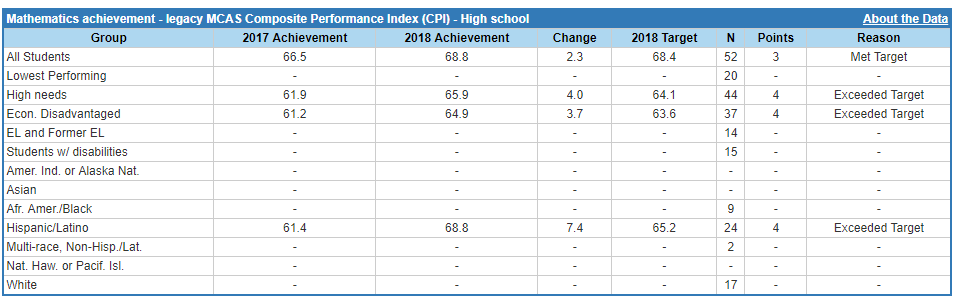 Mathematics achievement - legacy MCAS Composite Performance Index (CPI) - High school About the Data
Group 2017 Achievement 2018 Achievement Change 2018 Target N Points Reason
All Students 66.5 68.8 2.3 68.4 52 3 Met Target
Lowest Performing - - - - 20 - -
High needs 61.9 65.9 4.0 64.1 44 4 Exceeded Target
Econ. Disadvantaged 61.2 64.9 3.7 63.6 37 4 Exceeded Target
EL and Former EL - - - - 14 - -
Students w/ disabilities - - - - 15 - -
Amer. Ind. or Alaska Nat. - - - - - - -
Asian - - - - - - -
Afr. Amer./Black - - - - 9 - -
Hispanic/Latino 61.4 68.8 7.4 65.2 24 4 Exceeded Target
Multi-race, Non-Hisp./Lat. - - - - 2 - -
Nat. Haw. or Pacif. Isl. - - - - - - -
White - - - - 17 - -